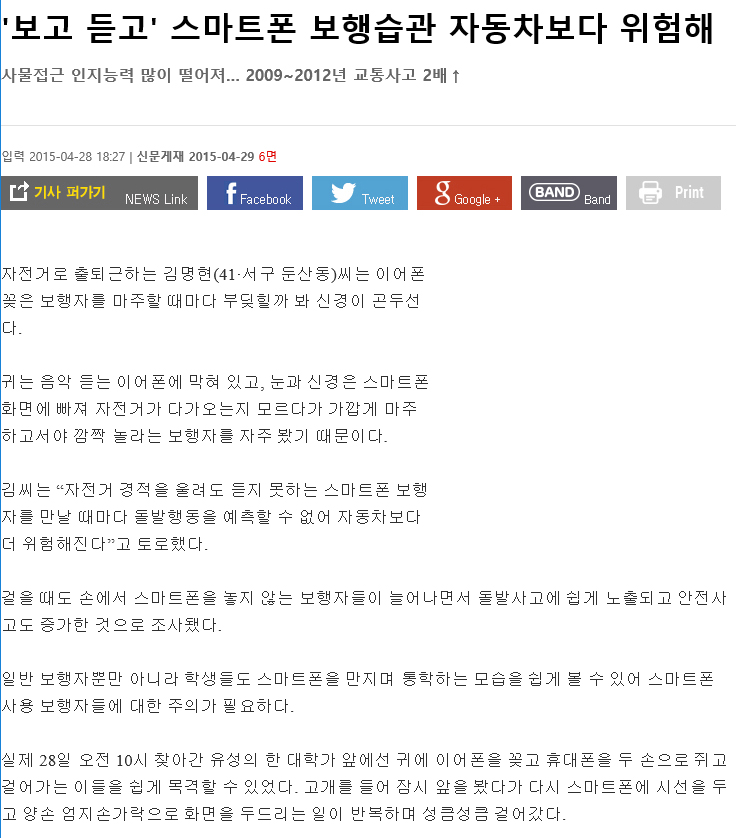 '보고 듣고' 스마트폰 보행습관 자동차보다 위험해
사물접근 인지능력 많이 떨어져... 2009~2012년 교통사고 2배↑
입력 2015-04-28 18:27 | 신문게재 2015-04-29 6면
기사 퍼가기 NEWS Link f Facebook Tweet g Google + BAND Band Print
자전거로 출퇴근하는 김명현(41·서구 둔산동)씨는 이어폰
꽂은 보행자를 마주할 때마다 부딪힐까 봐 신경이 곤두선
다.
귀는 음악 듣는 이어폰에 막혀 있고, 눈과 신경은 스마트폰
화면에 빠져 자전거가 다가오는지 모르다가 가깝게 마주
하고서야 깜짝 놀라는 보행자를 자주 봤기 때문이다.
김씨는 “자전거 경적을 울려도 듣지 못하는 스마트폰 보행
자를 만날 때마다 돌발행동을 예측할 수 없어 자동차보다
더 위험해진다”고 토로했다.
걸을 때도 손에서 스마트폰을 놓지 않는 보행자들이 늘어나면서 돌발사고에 쉽게 노출되고 안전사
고도 증가한 것으로 조사됐다.
일반 보행자뿐만 아니라 학생들도 스마트폰을 만지며 통학하는 모습을 쉽게 볼 수 있어 스마트폰
사용 보행자들에 대한 주의가 필요하다.
실제 28일 오전 10시 찾아간 유성의 한 대학가 앞에선 귀에 이어폰을 꽂고 휴대폰을 두 손으로 쥐고
걸어가는 이들을 쉽게 목격할 수 있었다. 고개를 들어 잠시 앞을 봤다가 다시 스마트폰에 시선을 두
고 양손 엄지손가락으로 화면을 두드리는 일이 반복하며 성큼성큼 걸어갔다.